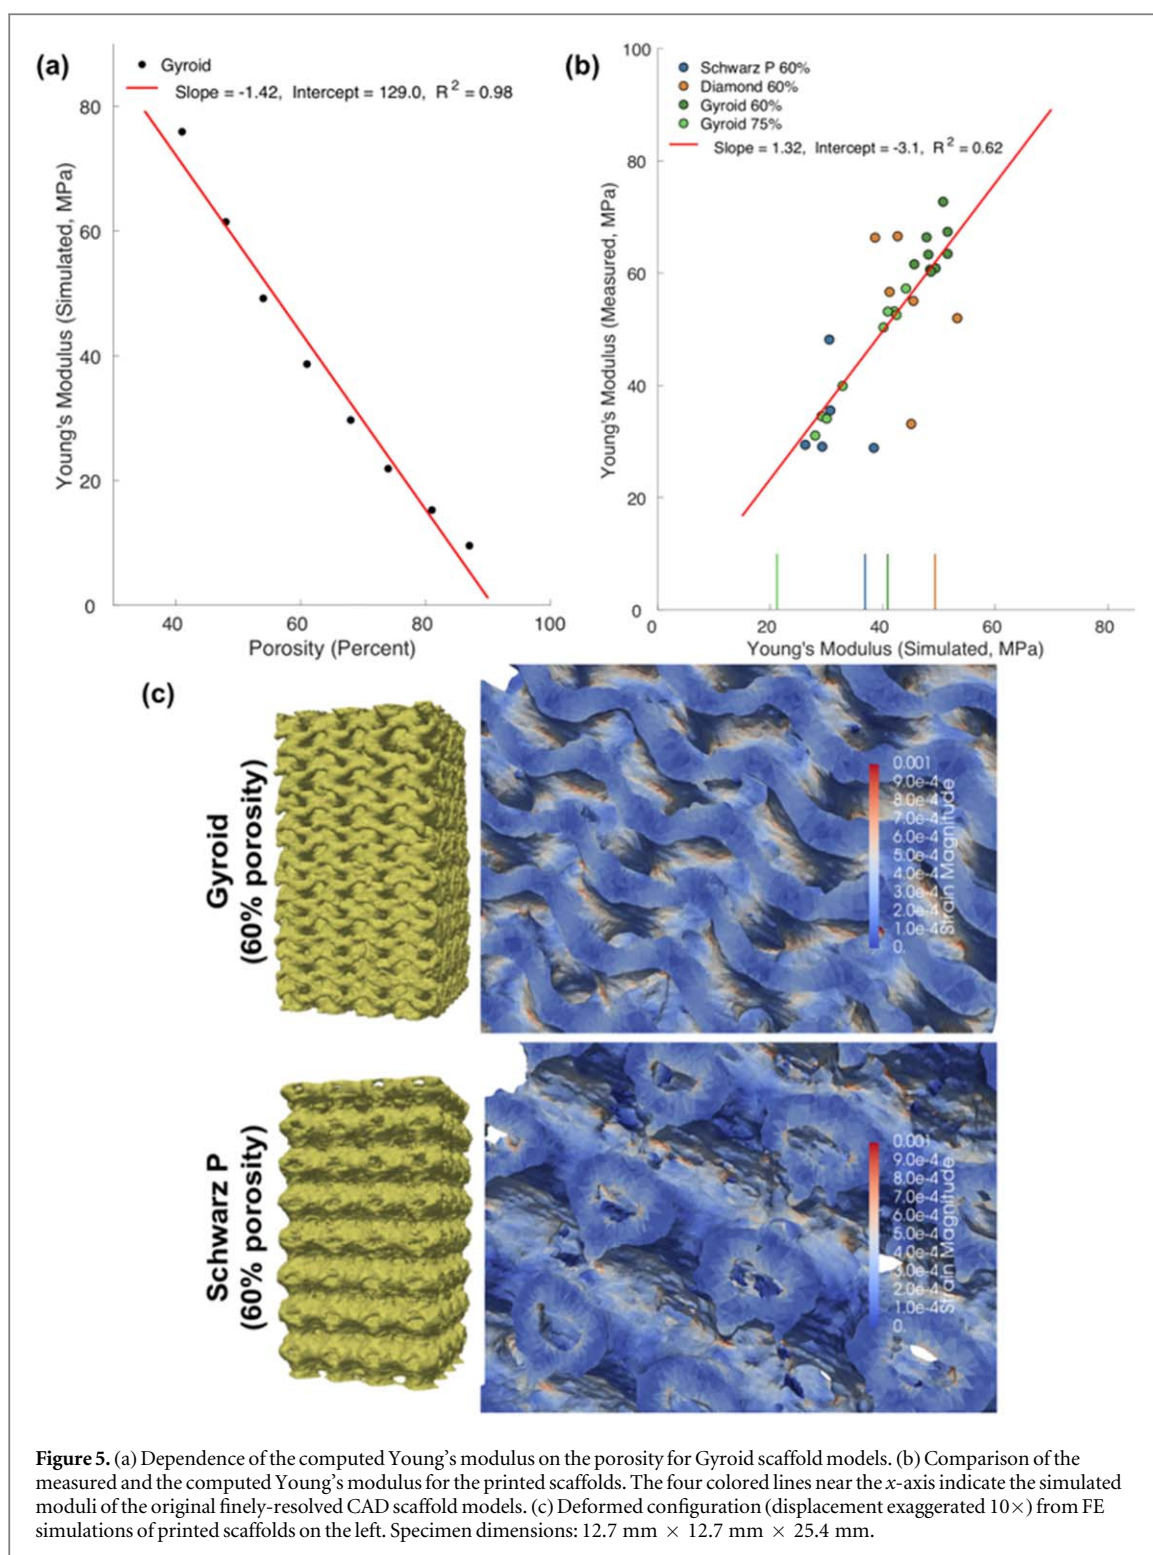 (a)
Gyroid
Slope = -1.42, Intercept = 129.0, R² = 0.98
Young's Modulus (Simulated, MPa)
80
60
40
20
0
40 60 80 100
Porosity (Percent)
(b)
Schwarz P 60%
Diamond 60%
Gyroid 60%
Gyroid 75%
Slope = 1.32, Intercept = -3.1, R² = 0.62
Young's Modulus (Measured, MPa)
100
80
60
40
20
0
0 20 40 60 80
Young's Modulus (Simulated, MPa)
(c)
Gyroid
(60% porosity)
0.001
9.0e-4
8.0e-4
7.0e-4
6.0e-4
5.0e-4
4.0e-4
3.0e-4
2.0e-4
1.0e-4
0.
Strain Magnitude
Schwarz P
(60% porosity)
0.001
9.0e-4
8.0e-4
7.0e-4
6.0e-4
5.0e-4
4.0e-4
3.0e-4
2.0e-4
1.0e-4
0.
Strain Magnitude
Figure 5. (a) Dependence of the computed Young's modulus on the porosity for Gyroid scaffold models. (b) Comparison of the
measured and the computed Young's modulus for the printed scaffolds. The four colored lines near the x-axis indicate the simulated
moduli of the original finely-resolved CAD scaffold models. (c) Deformed configuration (displacement exaggerated 10×) from FE
simulations of printed scaffolds on the left. Specimen dimensions: 12.7 mm × 12.7 mm × 25.4 mm.